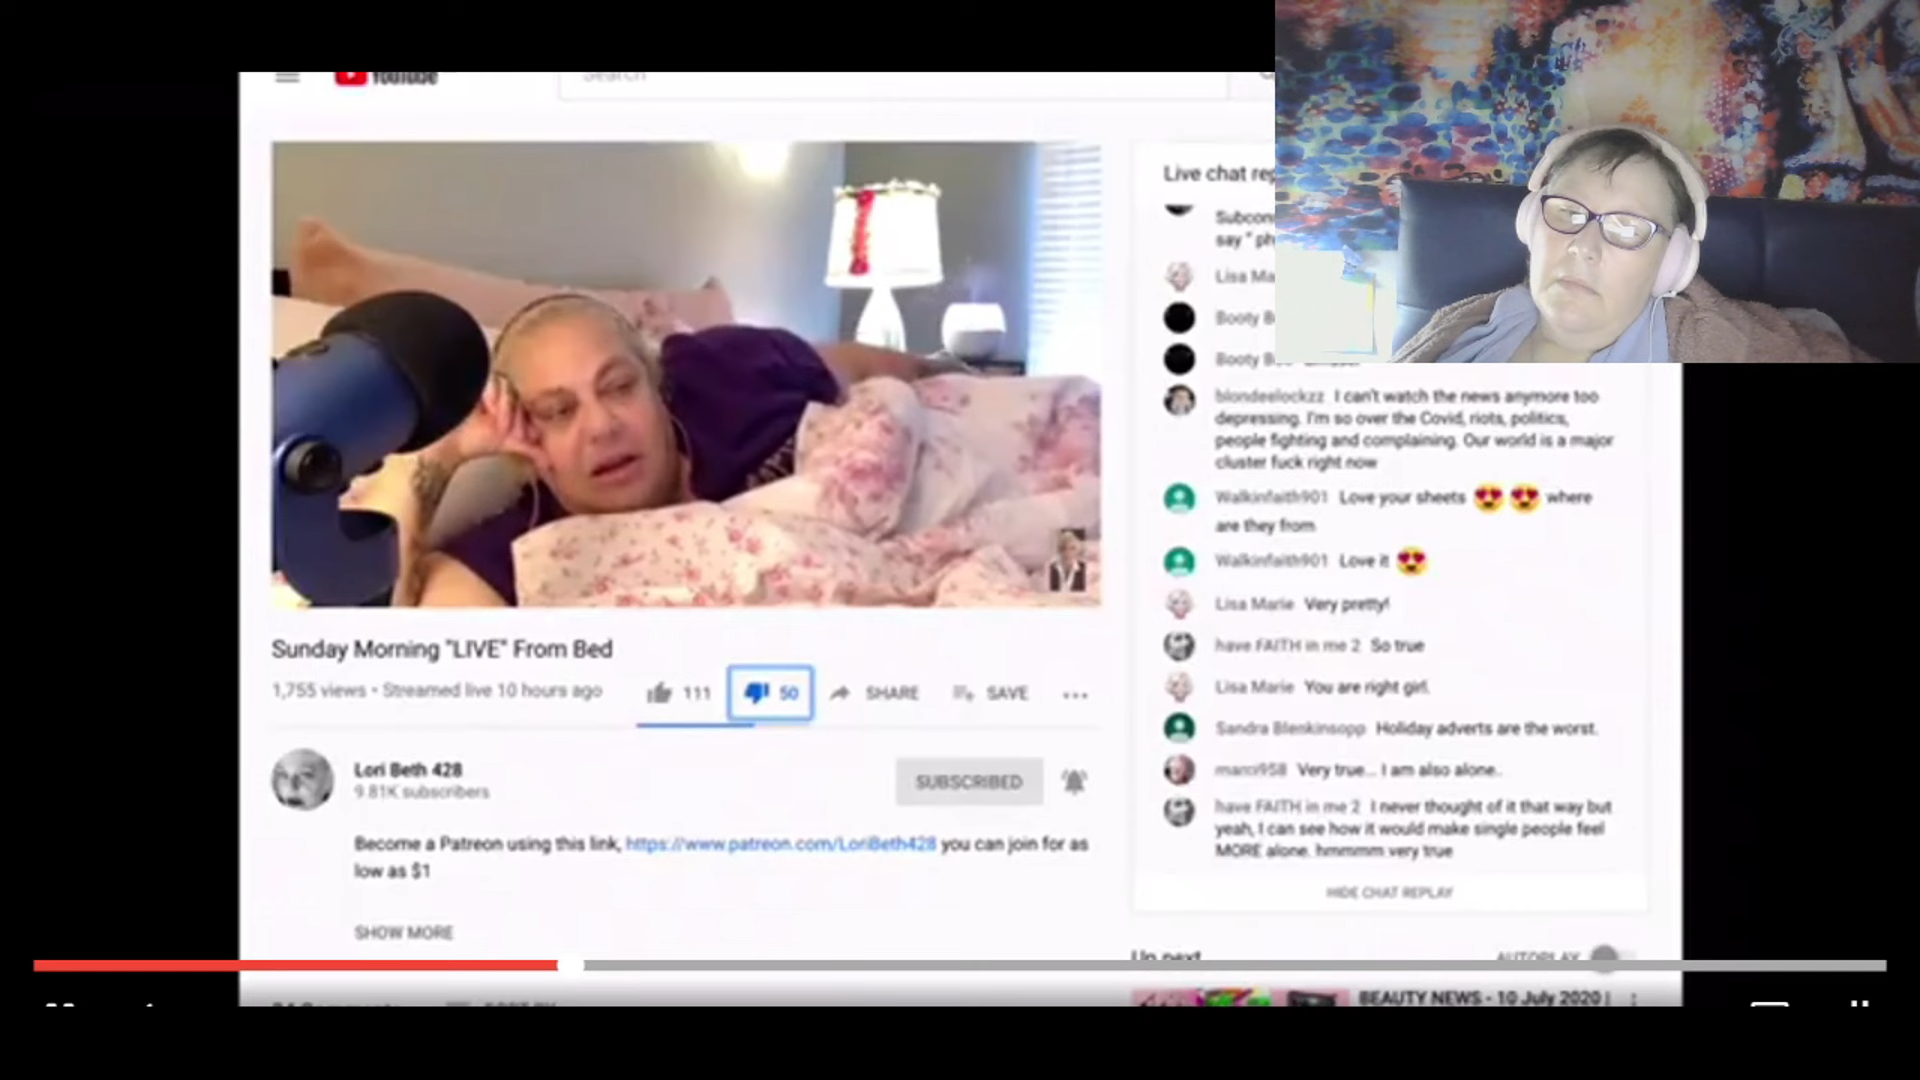 YouTube
Search
Live chat rep
Subcon
say " ph
Lisa Ma
Booty B
Booty B
blondeelockzz I can't watch the news anymore too
depressing. I'm so over the Covid, riots, politics,
people fighting and complaining. Our world is a major
cluster fuck right now
Walkinfaith901 Love your sheets 😍 😍 where
are they from
Walkinfaith901 Love it 😍
Lisa Marie Very pretty!
have FAITH in me 2 So true
Lisa Marie You are right girl.
Sandra Blenkinsopp Holiday adverts are the worst.
marci958 Very true... I am also alone..
have FAITH in me 2 I never thought of it that way but
yeah, I can see how it would make single people feel
MORE alone. hmmmm very true
HIDE CHAT REPLAY
Sunday Morning "LIVE" From Bed
1,755 views • Streamed live 10 hours ago
111
50
SHARE
SAVE
Lori Beth 428
9.81K subscribers
SUBSCRIBED
Become a Patreon using this link, https://www.patreon.com/LoriBeth428 you can join for as
low as $1
SHOW MORE
Up next
AUTOPLAY
BEAUTY NEWS - 10 July 2020 |